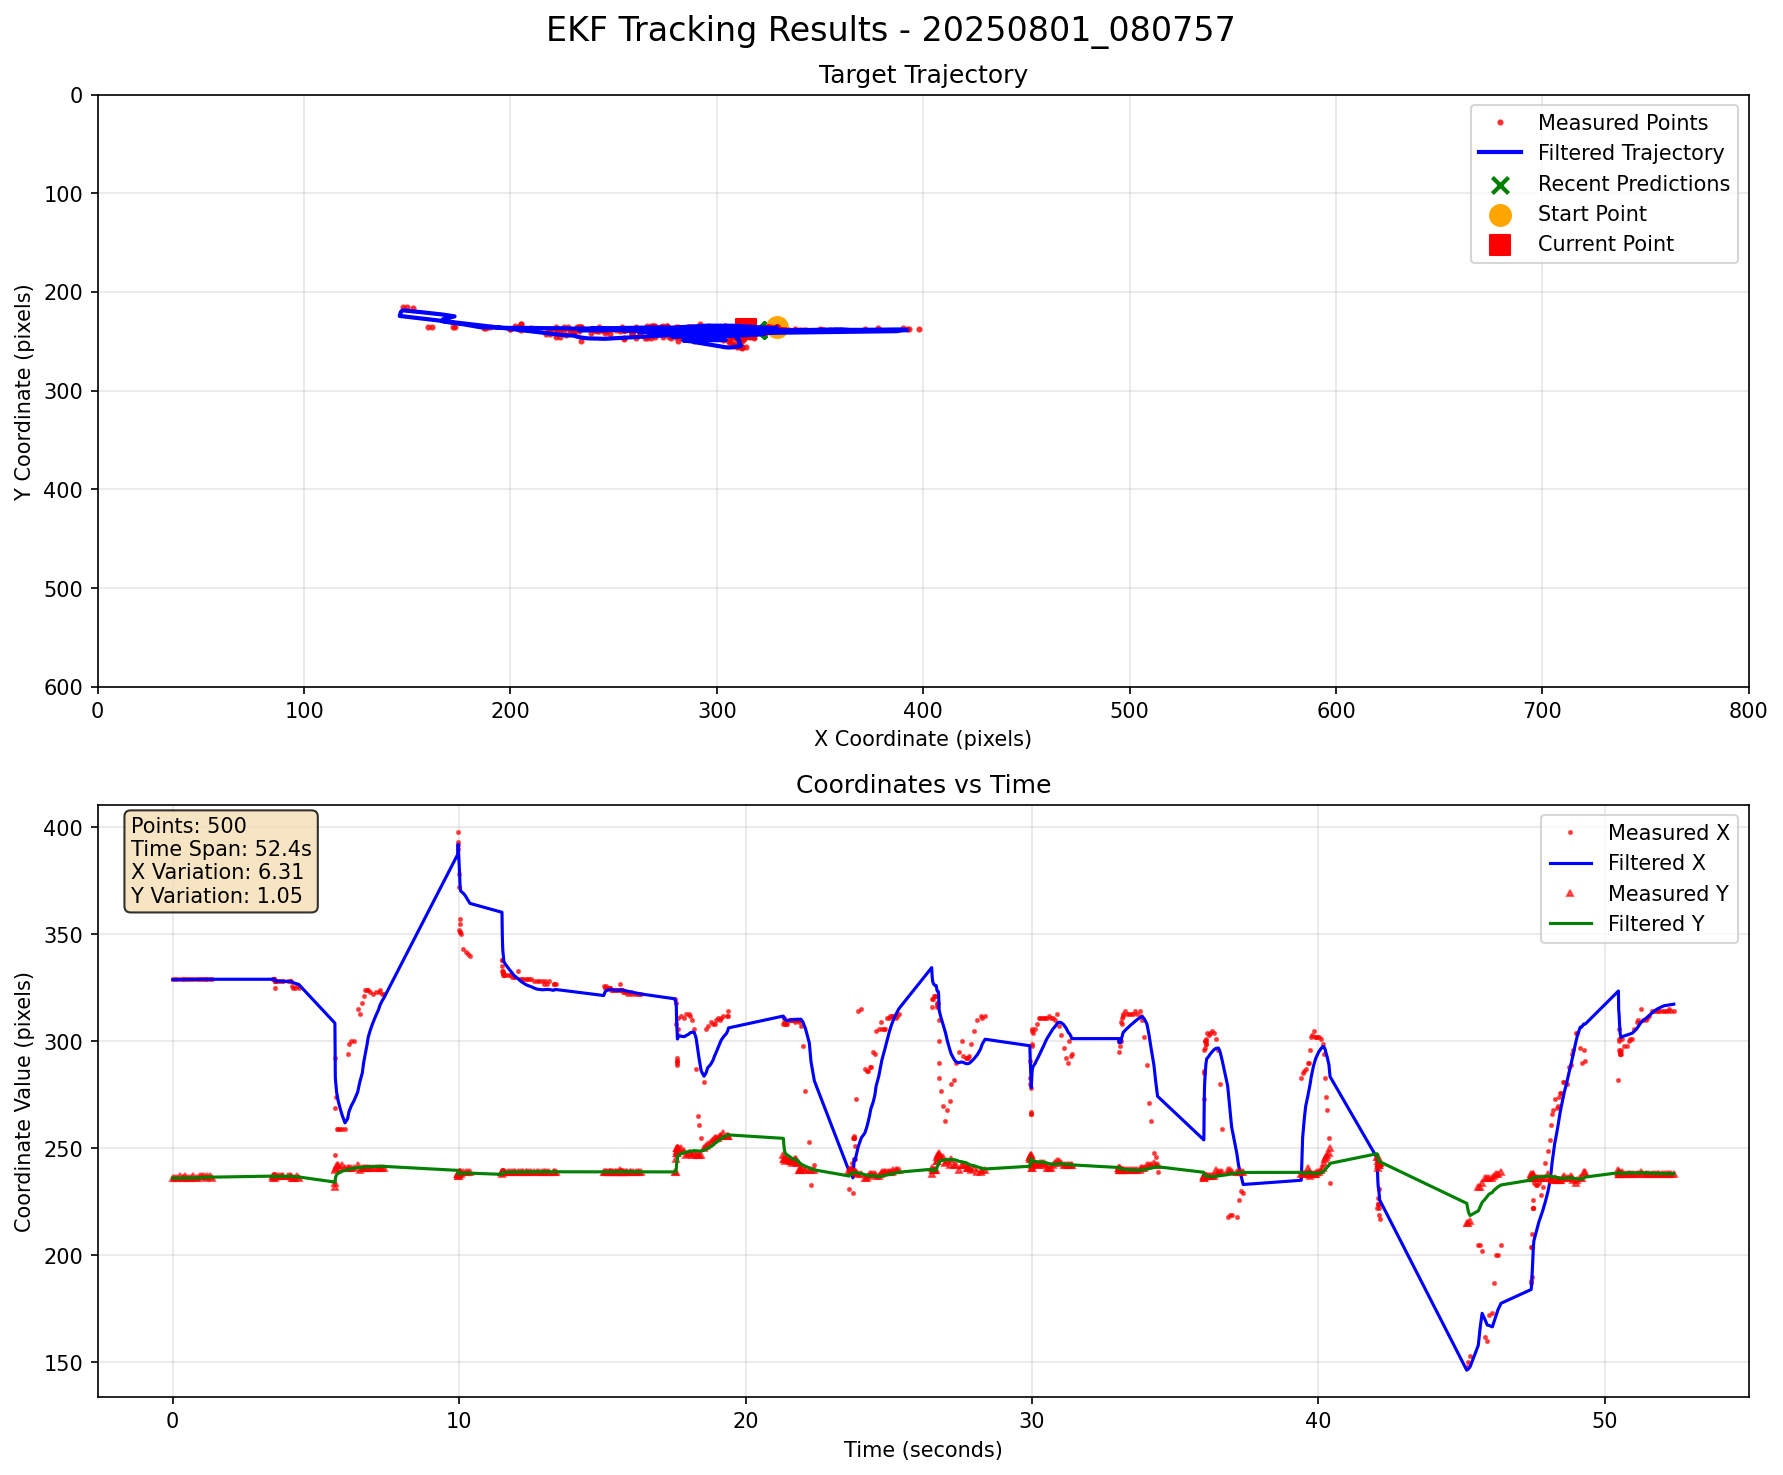 EKF Tracking Results - 20250801_080757
Target Trajectory
Y Coordinate (pixels)
0
100
200
300
400
500
600
Measured Points
Filtered Trajectory
Recent Predictions
Start Point
Current Point
0 100 200 300 400 500 600 700 800
X Coordinate (pixels)
Coordinates vs Time
Coordinate Value (pixels)
400
350
300
250
200
150
Points: 500
Time Span: 52.4s
X Variation: 6.31
Y Variation: 1.05
Measured X
Filtered X
Measured Y
Filtered Y
0 10 20 30 40 50
Time (seconds)